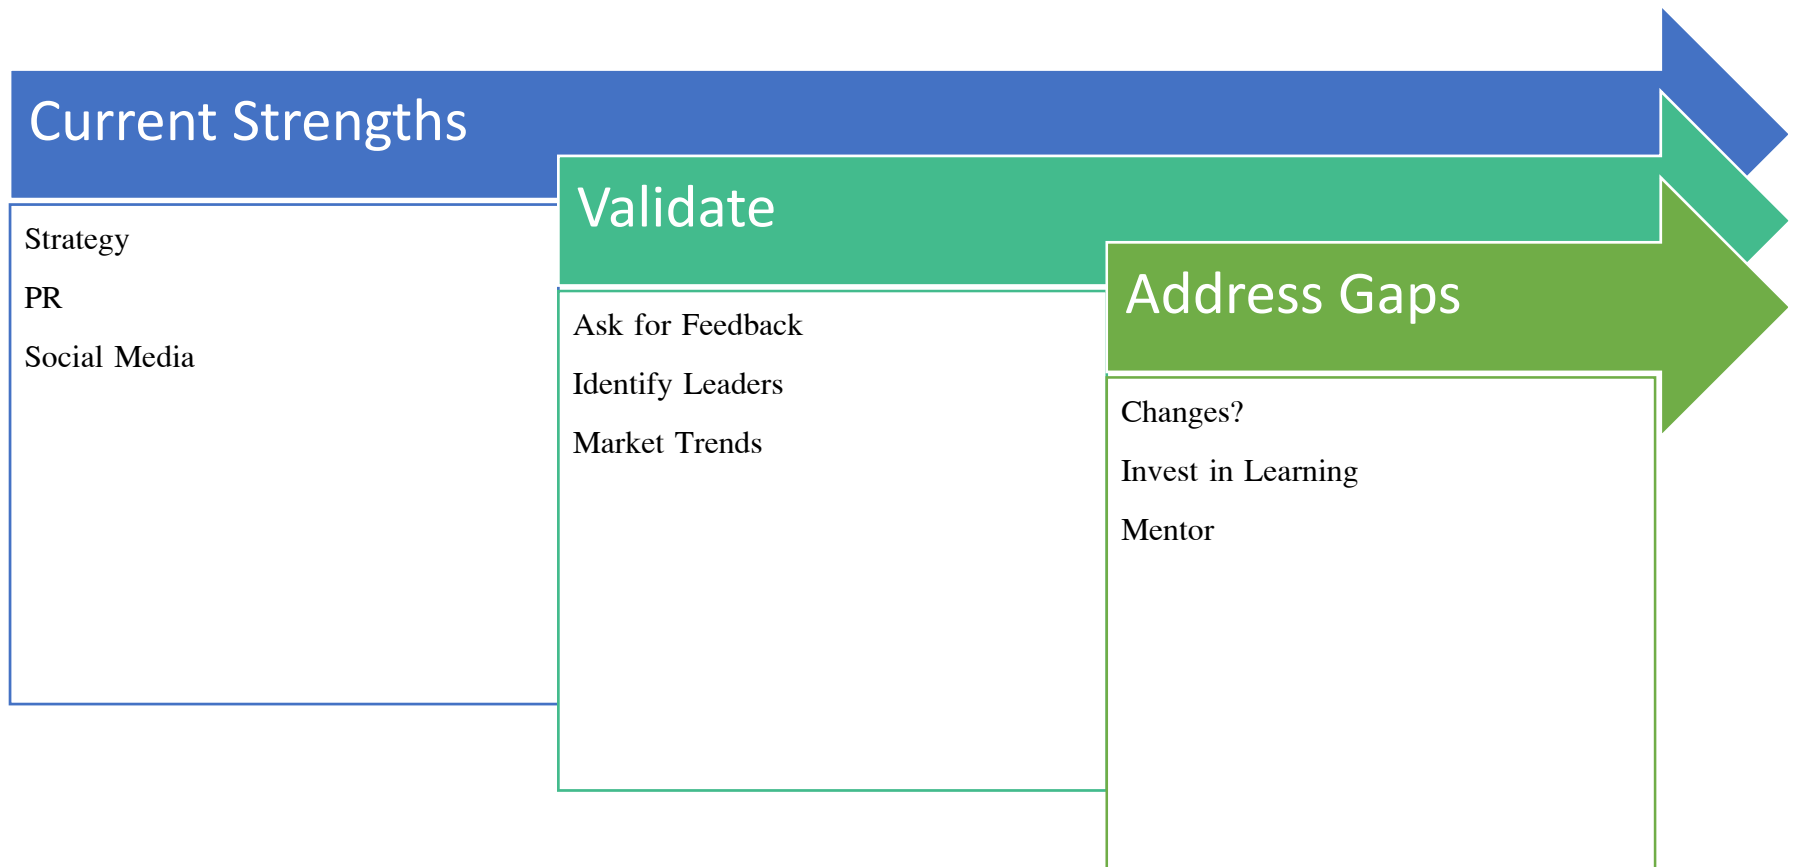 Current Strengths
Strategy
PR
Social Media
Validate
Ask for Feedback
Identify Leaders
Market Trends
Address Gaps
Changes?
Invest in Learning
Mentor